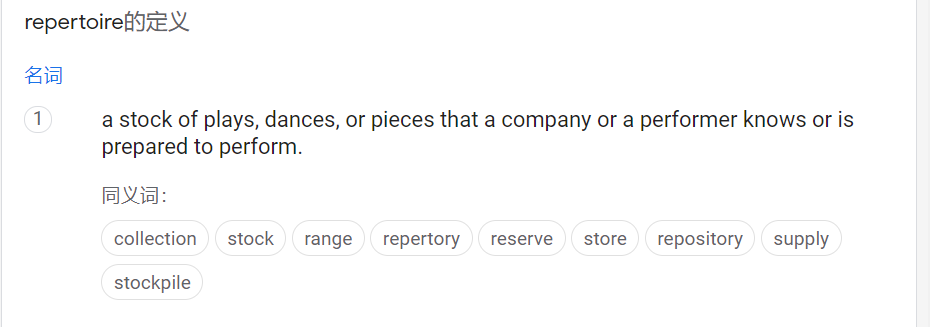 repertoire的定义
名词
1
a stock of plays, dances, or pieces that a company or a performer knows or is
prepared to perform.
同义词：
collection stock range repertory reserve store repository supply
stockpile